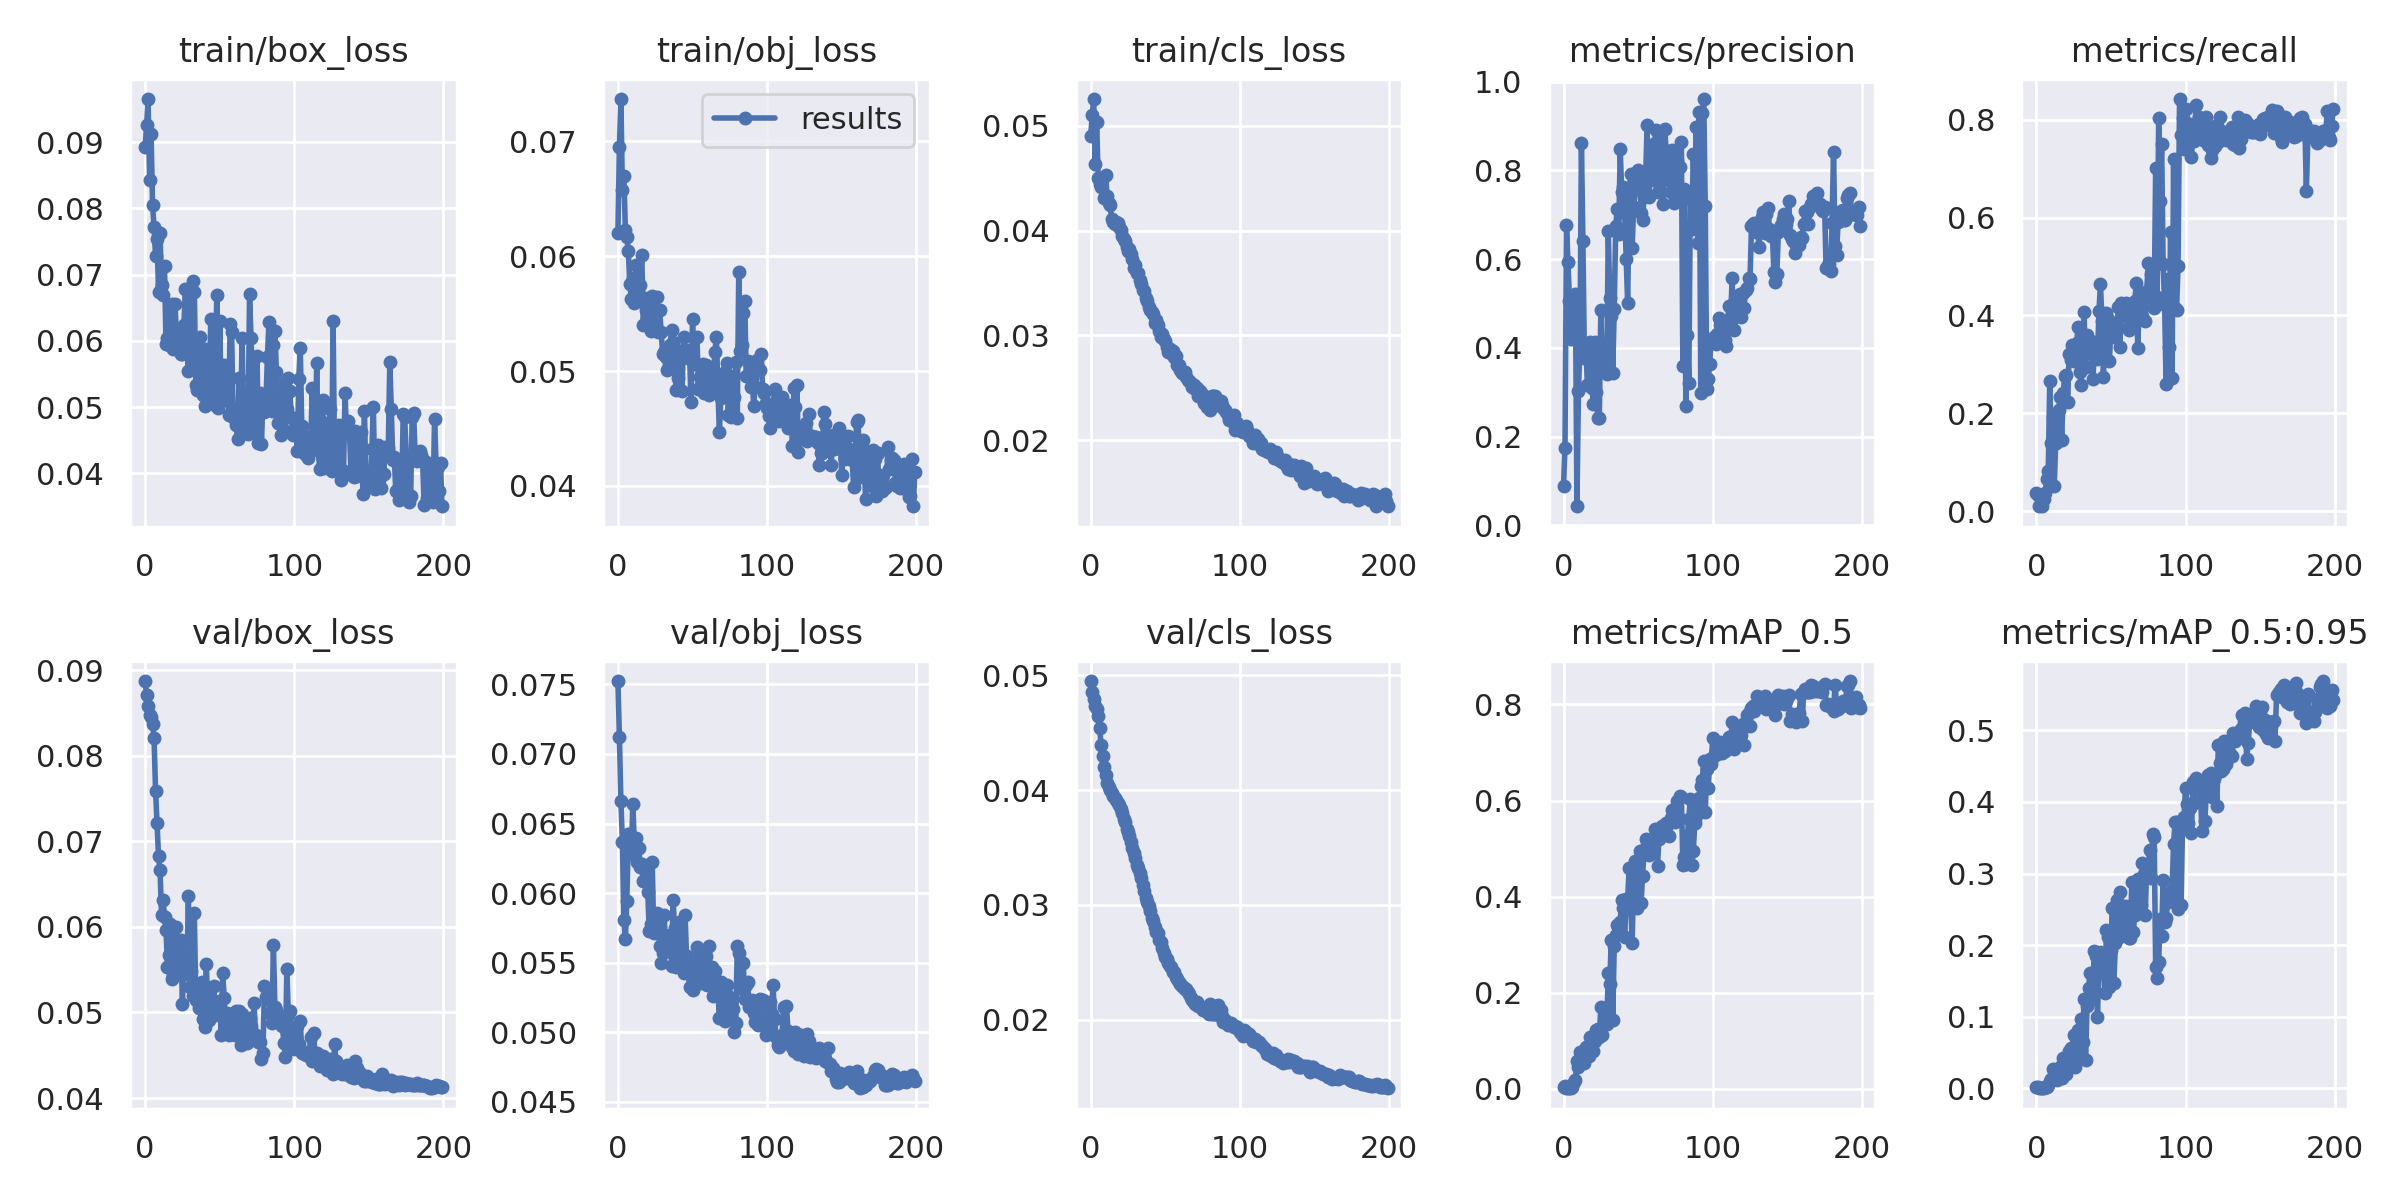 train/box_loss
0.09
0.08
0.07
0.06
0.05
0.04
0 100 200
train/obj_loss
results
0.07
0.06
0.05
0.04
0 100 200
train/cls_loss
0.05
0.04
0.03
0.02
0 100 200
metrics/precision
1.0
0.8
0.6
0.4
0.2
0.0
0 100 200
metrics/recall
0.8
0.6
0.4
0.2
0.0
0 100 200
val/box_loss
0.09
0.08
0.07
0.06
0.05
0.04
0 100 200
val/obj_loss
0.075
0.070
0.065
0.060
0.055
0.050
0.045
0 100 200
val/cls_loss
0.05
0.04
0.03
0.02
0 100 200
metrics/mAP_0.5
0.8
0.6
0.4
0.2
0.0
0 100 200
metrics/mAP_0.5:0.95
0.5
0.4
0.3
0.2
0.1
0.0
0 100 200